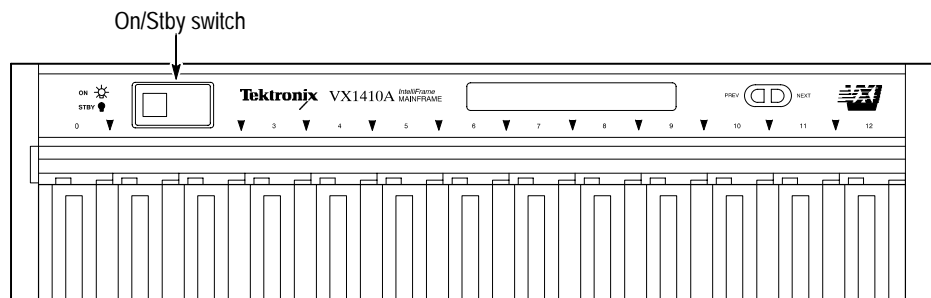 On/Stby switch
ON
STBY
Tektronix VX1410A IntelliFrame MAINFRAME
PREV NEXT
VXI
0 3 4 5 6 7 8 9 10 11 12